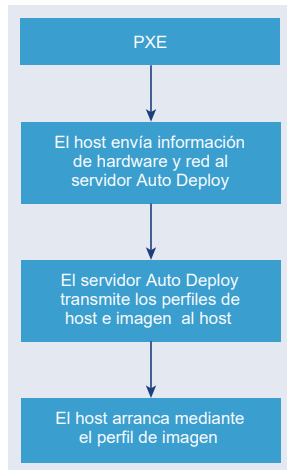 PXE
El host envía información
de hardware y red al
servidor Auto Deploy
El servidor Auto Deploy
transmite los perfiles de
host e imagen al host
El host arranca mediante
el perfil de imagen